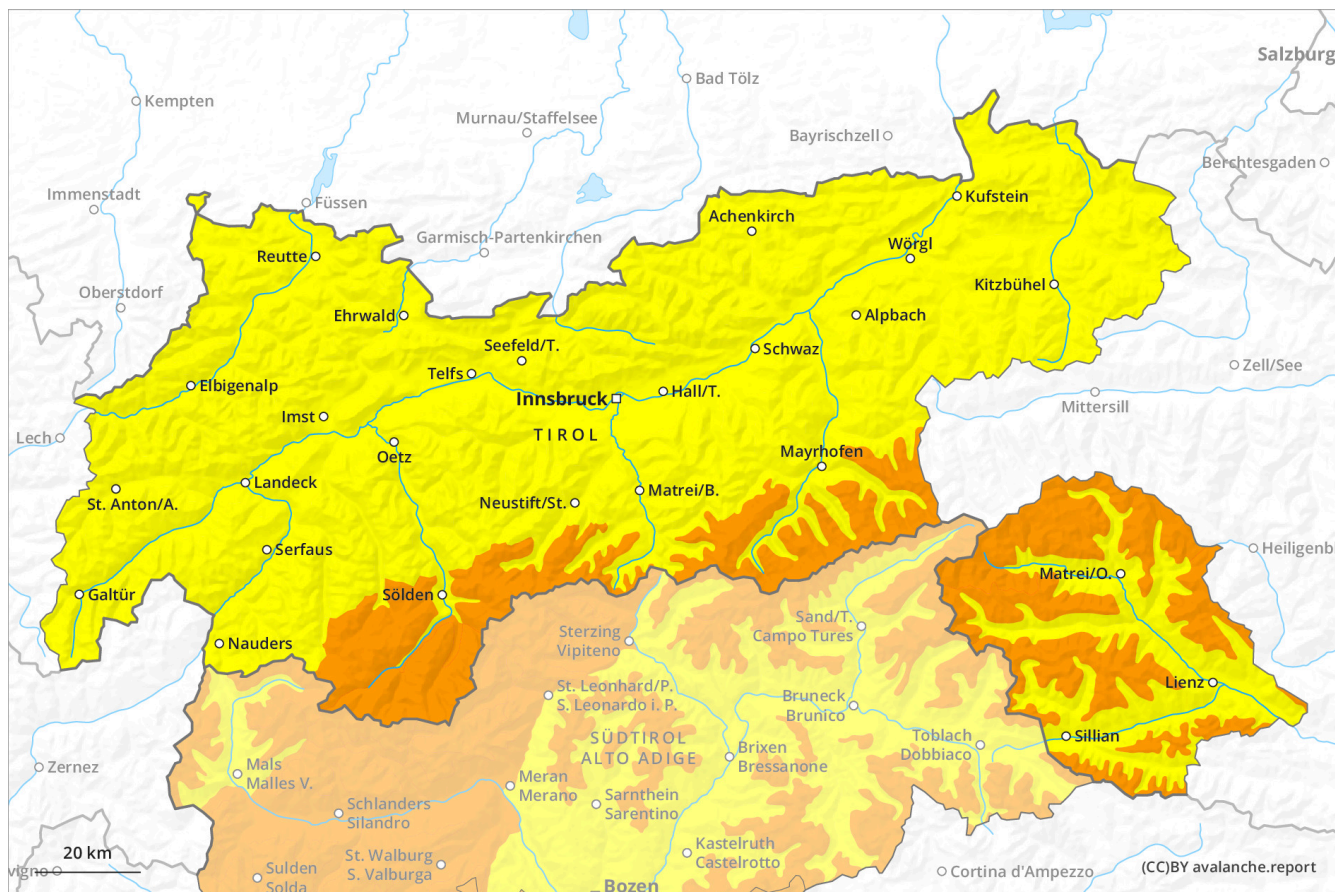 Salzburg
Bad Tölz
Kempten
Murnau/Staffelsee
Bayrischzell
Berchtesgaden
Immenstadt
Füssen
Kufstein
Achenkirch
Garmisch-Partenkirchen
Wörgl
Reutte
Kitzbühel
Oberstdorf
Ehrwald
Alpbach
Seefeld/T.
Schwaz
Zell/See
Telfs
Elbigenalp
Hall/T.
Innsbruck
Mittersill
Imst
TIROL
Lech
Oetz
Mayrhofen
Landeck
Matrei/B.
St. Anton/A.
Neustift/St.
Serfaus
Heiligenb
Matrei/O.
Galtür
Sölden
Sand/T.
Campo Tures
Sterzing
Vipiteno
Nauders
Lienz
St. Leonhard/P.
S. Leonardo i. P.
Bruneck
Brunico
Sillian
SÜDTIROL
ALTO ADIGE
Toblach
Dobbiaco
Brixen
Bressanone
Zernez
Mals
Malles V.
Meran
Merano
Schlanders
Silandro
Sarnthein
Sarentino
Kastelruth
Castelrotto
20 km
St. Walburg
S. Valburga
vigno
Sulden
Solda
Cortina d'Ampezzo
(CC)BY avalanche.report
Bozen